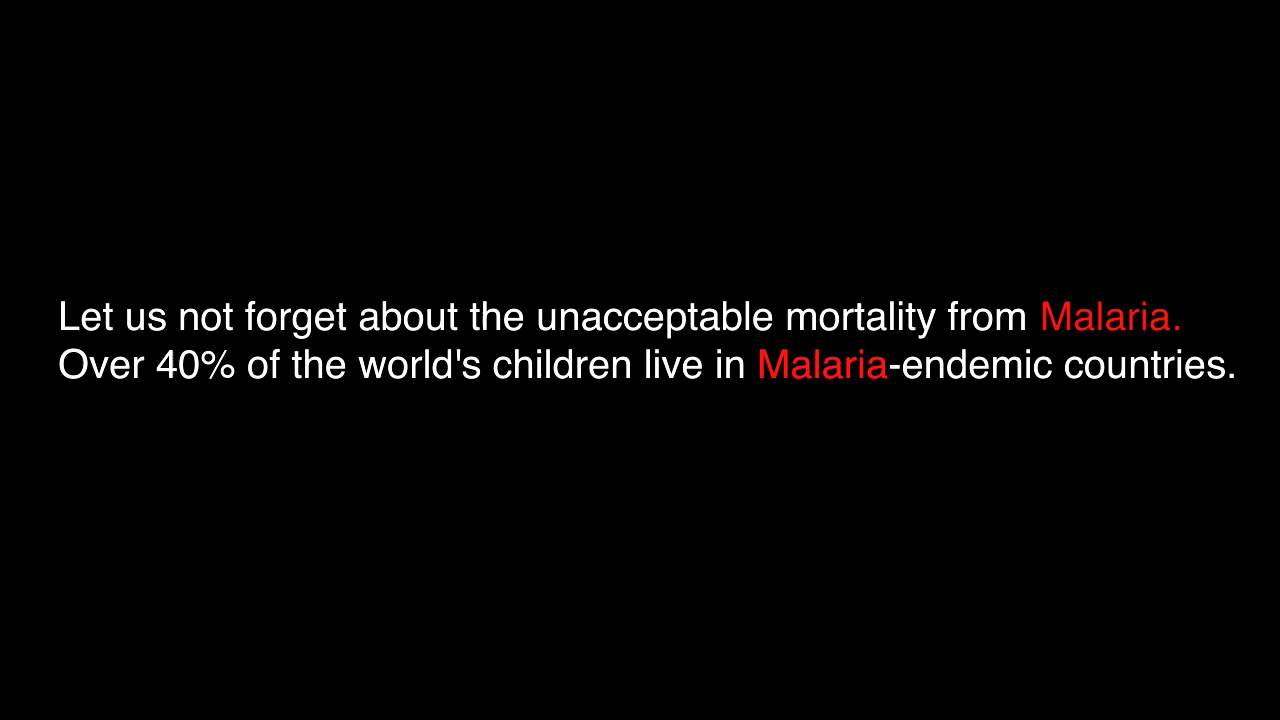 Let us not forget about the unacceptable mortality from Malaria.
Over 40% of the world's children live in Malaria-endemic countries.